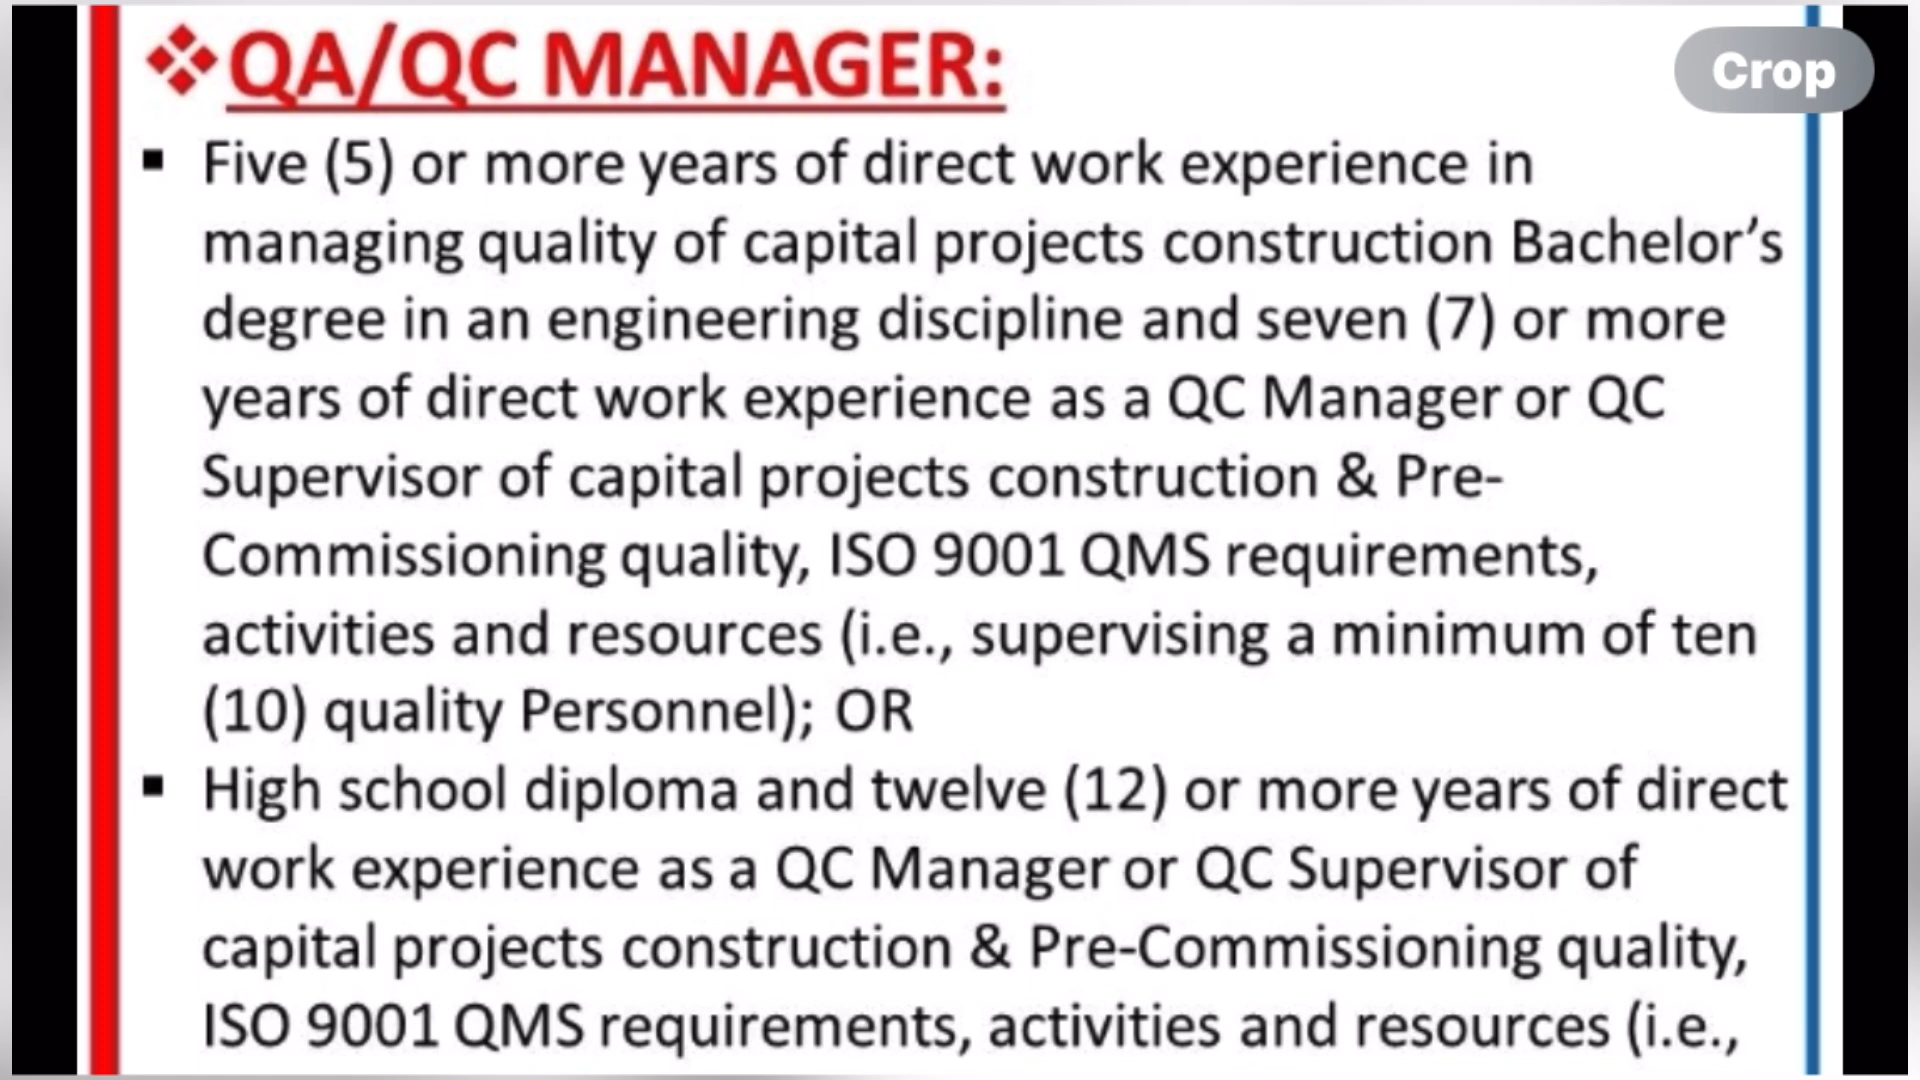 ❖QA/QC MANAGER:
Crop
▪ Five (5) or more years of direct work experience in
managing quality of capital projects construction Bachelor’s
degree in an engineering discipline and seven (7) or more
years of direct work experience as a QC Manager or QC
Supervisor of capital projects construction & Pre-
Commissioning quality, ISO 9001 QMS requirements,
activities and resources (i.e., supervising a minimum of ten
(10) quality Personnel); OR
▪ High school diploma and twelve (12) or more years of direct
work experience as a QC Manager or QC Supervisor of
capital projects construction & Pre-Commissioning quality,
ISO 9001 QMS requirements, activities and resources (i.e.,